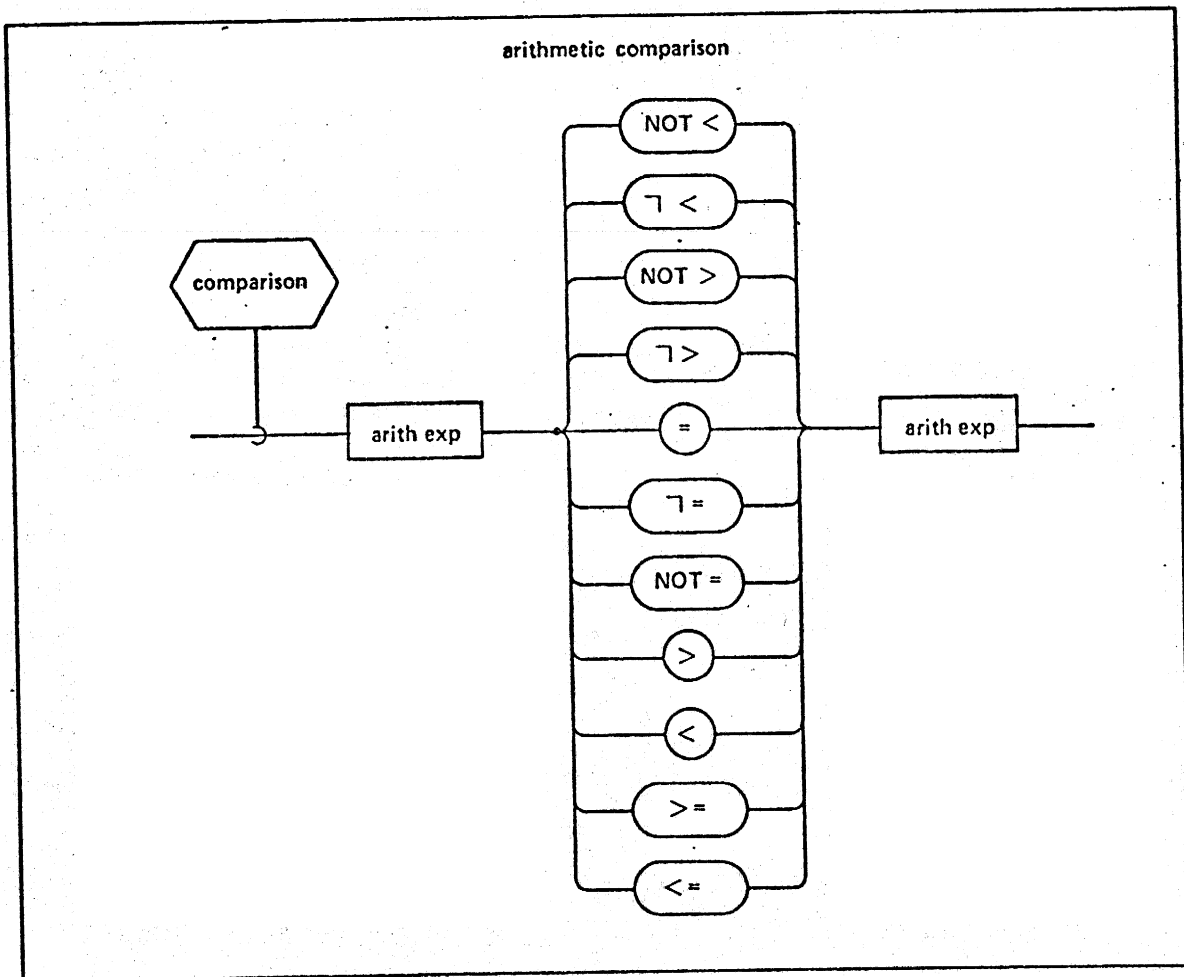 arithmetic comparison
NOT <
¬ <
NOT >
¬ >
comparison
arith exp
=
arith exp
¬ =
NOT =
>
<
> =
< =